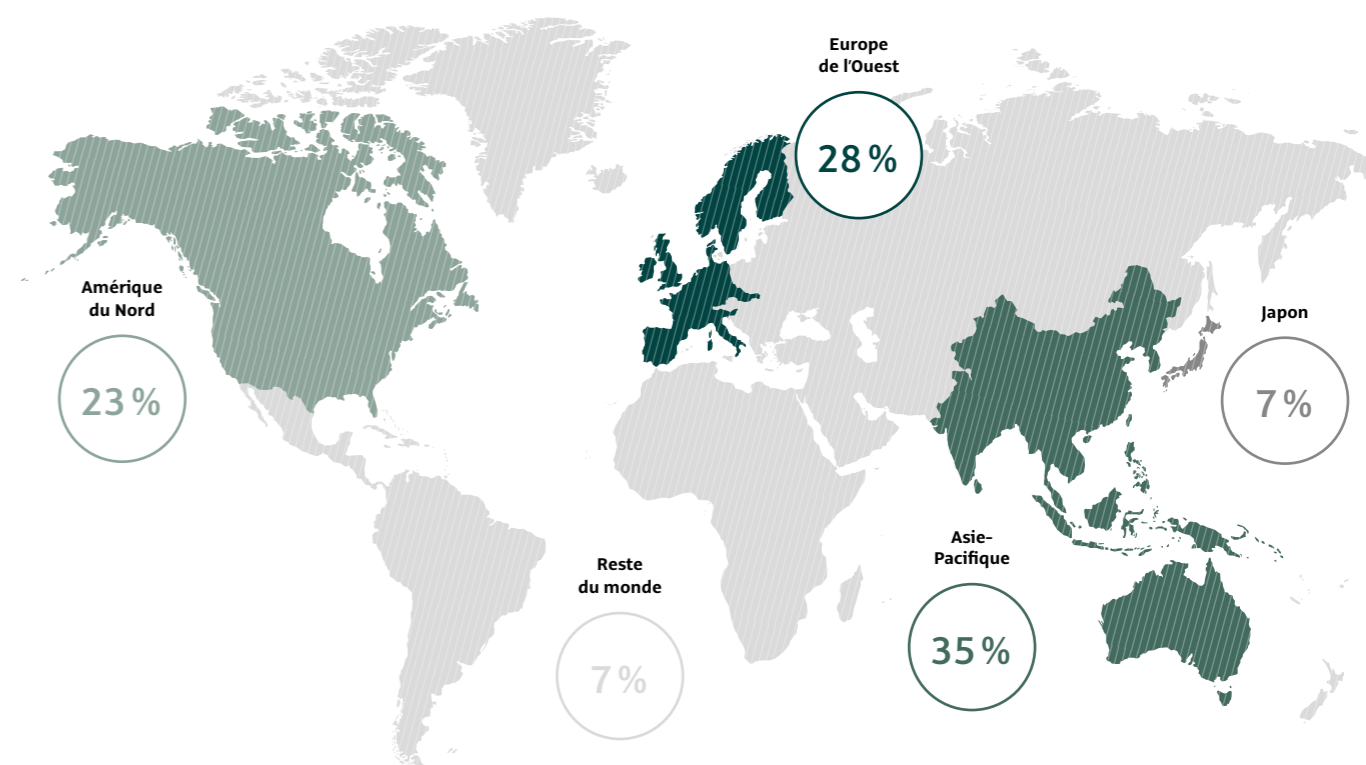 Europe
de l'Ouest
28 %
Amérique
du Nord
23 %
Japon
7 %
Asie-
Pacifique
35 %
Reste
du monde
7 %